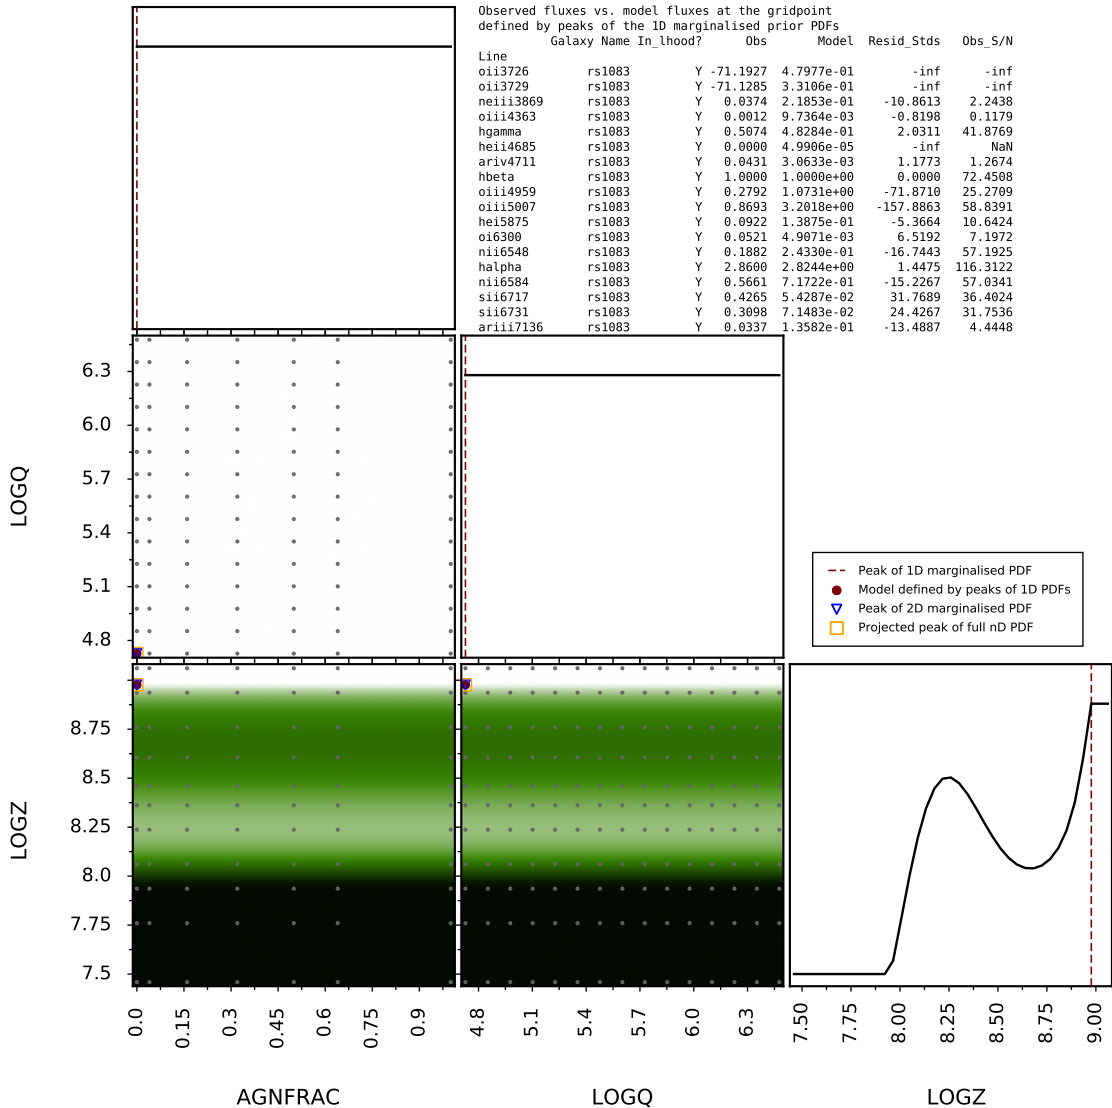 Observed fluxes vs. model fluxes at the gridpoint
defined by peaks of the 1D marginalised prior PDFs
Galaxy Name In_lhood? Obs Model Resid_Stds Obs_S/N
Line
oii3726 rs1083 Y -71.1927 4.7977e-01 -inf -inf
oii3729 rs1083 Y -71.1285 3.3106e-01 -inf -inf
neiii3869 rs1083 Y 0.0374 2.1853e-01 -10.8613 2.2438
oiii4363 rs1083 Y 0.0012 9.7364e-03 -0.8198 0.1179
hgamma rs1083 Y 0.5074 4.8284e-01 2.0311 41.8769
heii4685 rs1083 Y 0.0000 4.9906e-05 -inf NaN
ariv4711 rs1083 Y 0.0431 3.0633e-03 1.1773 1.2674
hbeta rs1083 Y 1.0000 1.0000e+00 0.0000 72.4508
oiii4959 rs1083 Y 0.2792 1.0731e+00 -71.8710 25.2709
oiii5007 rs1083 Y 0.8693 3.2018e+00 -157.8863 58.8391
hei5875 rs1083 Y 0.0922 1.3875e-01 -5.3664 10.6424
oi6300 rs1083 Y 0.0521 4.9071e-03 6.5192 7.1972
nii6548 rs1083 Y 0.1882 2.4330e-01 -16.7443 57.1925
halpha rs1083 Y 2.8600 2.8244e+00 1.4475 116.3122
nii6584 rs1083 Y 0.5661 7.1722e-01 -15.2267 57.0341
sii6717 rs1083 Y 0.4265 5.4287e-02 31.7689 36.4024
sii6731 rs1083 Y 0.3098 7.1483e-02 24.4267 31.7536
ariii7136 rs1083 Y 0.0337 1.3582e-01 -13.4887 4.4448
6.3
6.0
5.7
5.4
5.1
4.8
LOGQ
Peak of 1D marginalised PDF
Model defined by peaks of 1D PDFs
Peak of 2D marginalised PDF
Projected peak of full nD PDF
8.75
8.5
8.25
8.0
7.75
7.5
LOGZ
0.0 0.15 0.3 0.45 0.6 0.75 0.9
4.8 5.1 5.4 5.7 6.0 6.3
7.50 7.75 8.00 8.25 8.50 8.75 9.00
AGNFRAC LOGQ LOGZ